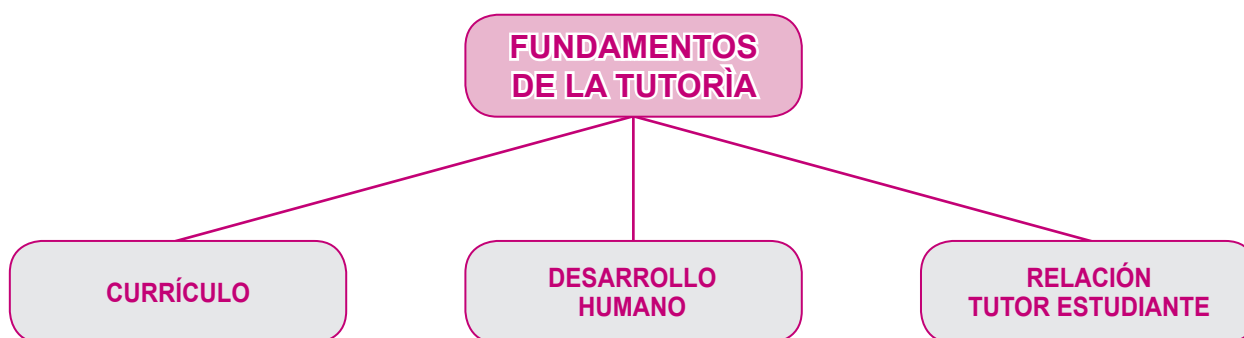 FUNDAMENTOS
DE LA TUTORÌA
CURRÍCULO
DESARROLLO
HUMANO
RELACIÓN
TUTOR ESTUDIANTE